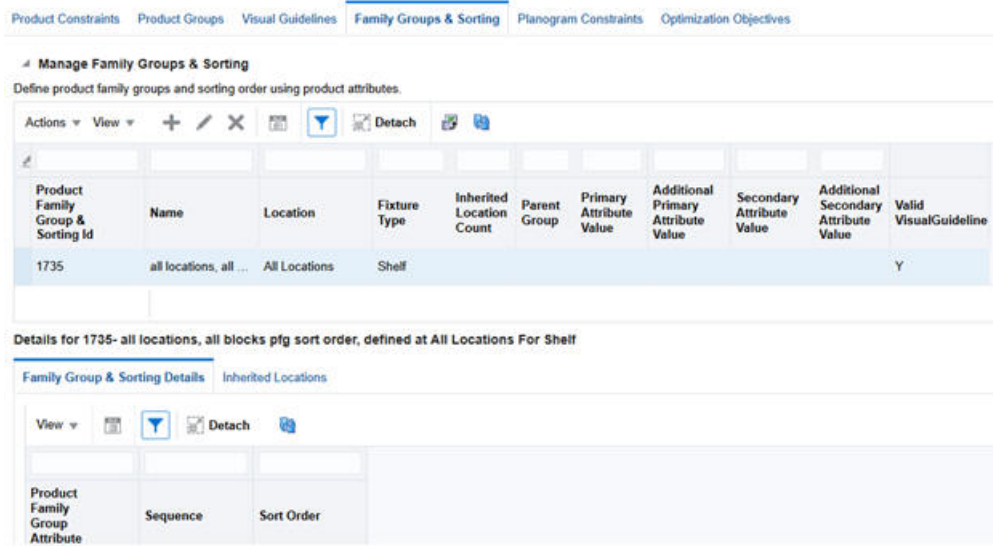 Product Constraints Product Groups Visual Guidelines Family Groups & Sorting Planogram Constraints Optimization Objectives
Manage Family Groups & Sorting
Define product family groups and sorting order using product attributes.
Actions View Detach
Product Family Group & Sorting Id Name Location Fixture Type Inherited Location Count Parent Group Primary Attribute Value Additional Primary Attribute Value Secondary Attribute Value Additional Secondary Attribute Value Valid VisualGuideline
1735 all locations, all ... All Locations Shelf Y
Details for 1735- all locations, all blocks pfg sort order, defined at All Locations For Shelf
Family Group & Sorting Details Inherited Locations
View Detach
Product Family Group Attribute Sequence Sort Order